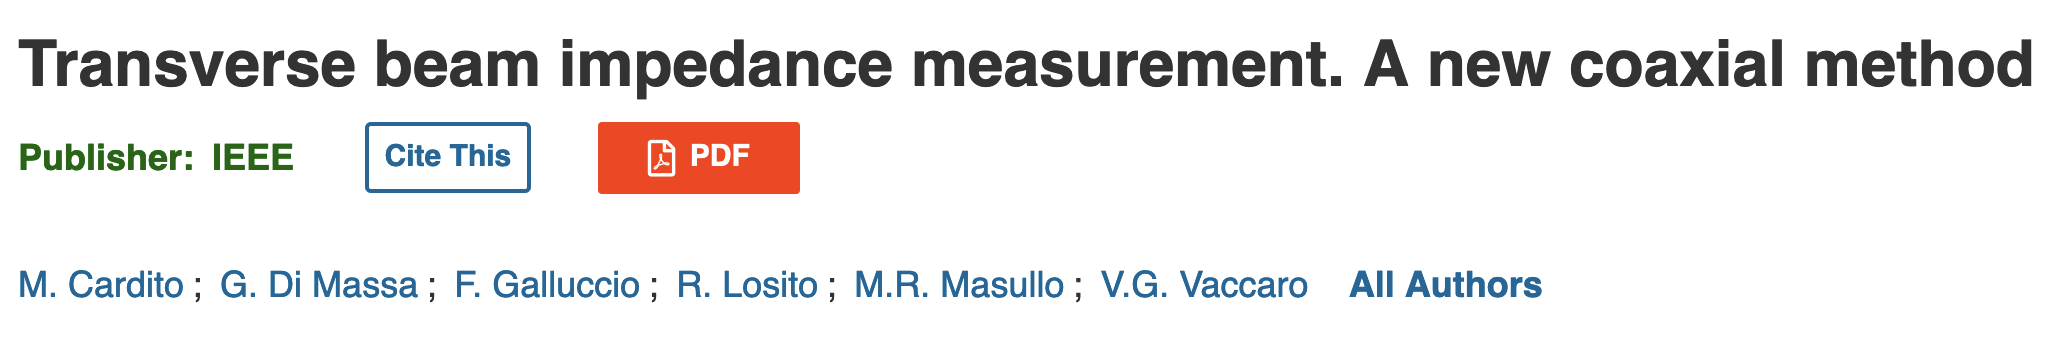 Transverse beam impedance measurement. A new coaxial method
Publisher: IEEE Cite This PDF
M. Cardito ; G. Di Massa ; F. Galluccio ; R. Losito ; M.R. Masullo ; V.G. Vaccaro All Authors